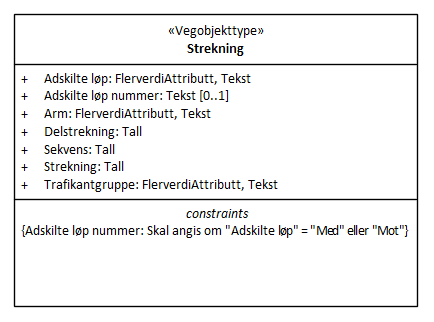 «Vegobjekttype»
Strekning
+ Adskilte løp: FlerverdiAttributt, Tekst
+ Adskilte løp nummer: Tekst [0..1]
+ Arm: FlerverdiAttributt, Tekst
+ Delstrekning: Tall
+ Sekvens: Tall
+ Strekning: Tall
+ Trafikantgruppe: FlerverdiAttributt, Tekst
constraints
{Adskilte løp nummer: Skal angis om "Adskilte løp" = "Med" eller "Mot"}